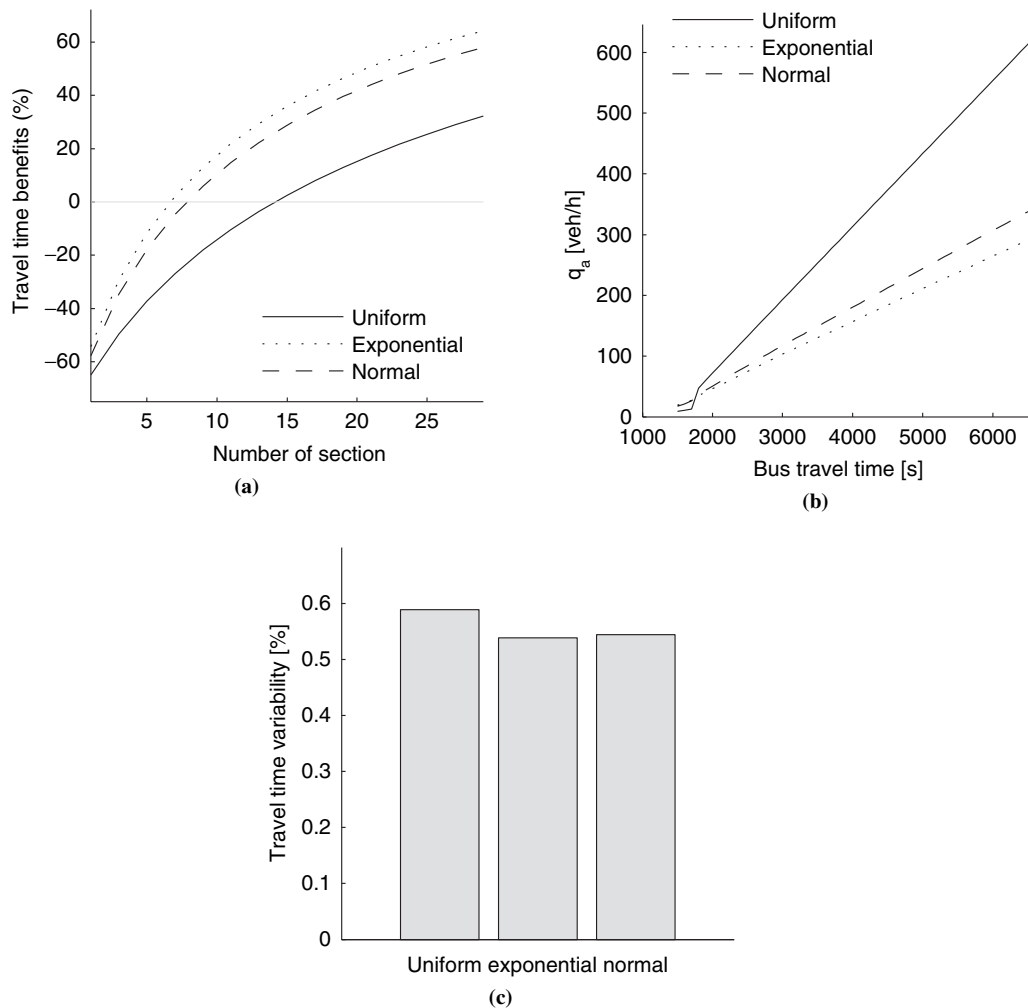 60
40
20
0
−20
−40
−60
Travel time benefits (%)
Uniform
Exponential
Normal
5 10 15 20 25
Number of section
(a)
Uniform
Exponential
Normal
600
500
400
300
200
100
0
qa [veh/h]
1000 2000 3000 4000 5000 6000
Bus travel time [s]
(b)
0.6
0.5
0.4
0.3
0.2
0.1
0
Travel time variability [%]
Uniform exponential normal
(c)